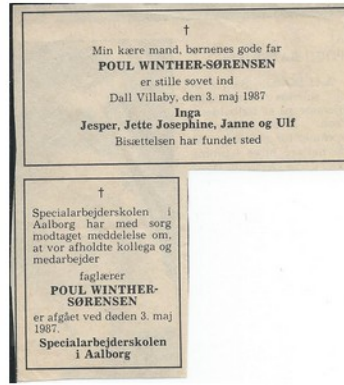 †
Min kære mand, børnenes gode far
POUL WINTHER-SØRENSEN
er stille sovet ind
Dall Villaby, den 3. maj 1987
Inga
Jesper, Jette Josephine, Janne og Ulf
Bisættelsen har fundet sted
†
Specialarbejderskolen i
Aalborg har med sorg
modtaget meddelelse om,
at vor afholdte kollega og
medarbejder
faglærer
POUL WINTHER-
SØRENSEN
er afgået ved døden 3. maj
1987.
Specialarbejderskolen
i Aalborg